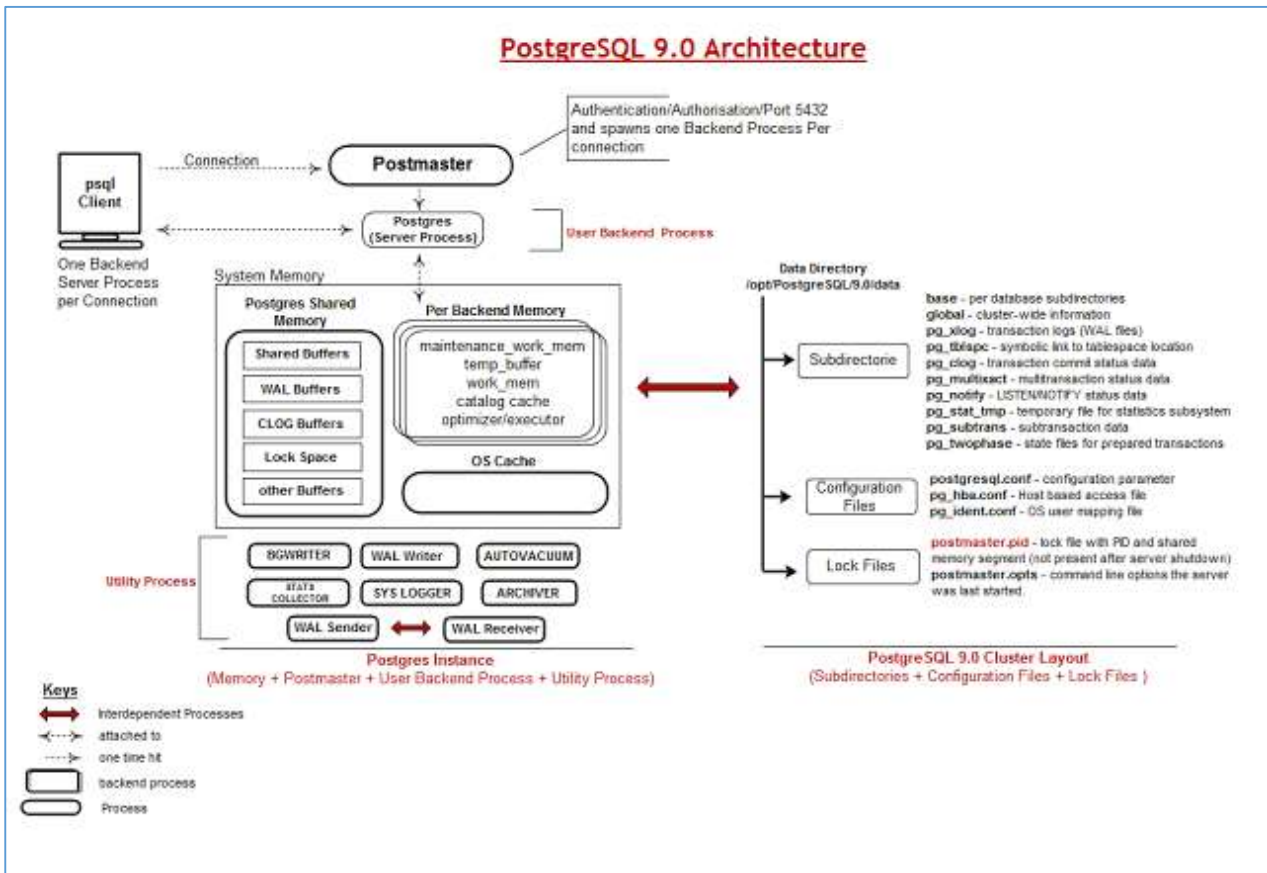 PostgreSQL 9.0 Architecture
Authentication/Authorisation/Port 5432
and spawns one Backend Process Per
connection
Connection
Postmaster
psql
Client
Postgres
(Server Process)
User Backend Process
One Backend
Server Process
per Connection
System Memory
Postgres Shared
Memory
Shared Buffers
WAL Buffers
CLOG Buffers
Lock Space
other Buffers
Per Backend Memory
maintenance_work_mem
temp_buffer
work_mem
catalog cache
optimizer/executor
OS Cache
Utility Process
BGWRITER
WAL Writer
AUTOVACUUM
STATS
COLLECTOR
SYS LOGGER
ARCHIVER
WAL Sender
WAL Receiver
Postgres Instance
(Memory + Postmaster + User Backend Process + Utility Process)
Data Directory
/opt/PostgreSQL/9.0/data
Subdirectorie
base - per database subdirectories
global - cluster-wide information
pg_xlog - transaction logs (WAL files)
pg_tblspc - symbolic link to tablespace location
pg_clog - transaction commit status data
pg_multixact - multitransaction status data
pg_notify - LISTEN/NOTIFY status data
pg_stat_tmp - temporary file for statistics subsystem
pg_subtrans - subtransaction data
pg_twophase - state files for prepared transactions
Configuration
Files
postgresql.conf - configuration parameter
pg_hba.conf - Host based access file
pg_ident.conf - OS user mapping file
Lock Files
postmaster.pid - lock file with PID and shared
memory segment (not present after server shutdown)
postmaster.opts - command line options the server
was last started.
PostgreSQL 9.0 Cluster Layout
(Subdirectories + Configuration Files + Lock Files )
Keys
Interdependent Processes
attached to
one time hit
backend process
Process